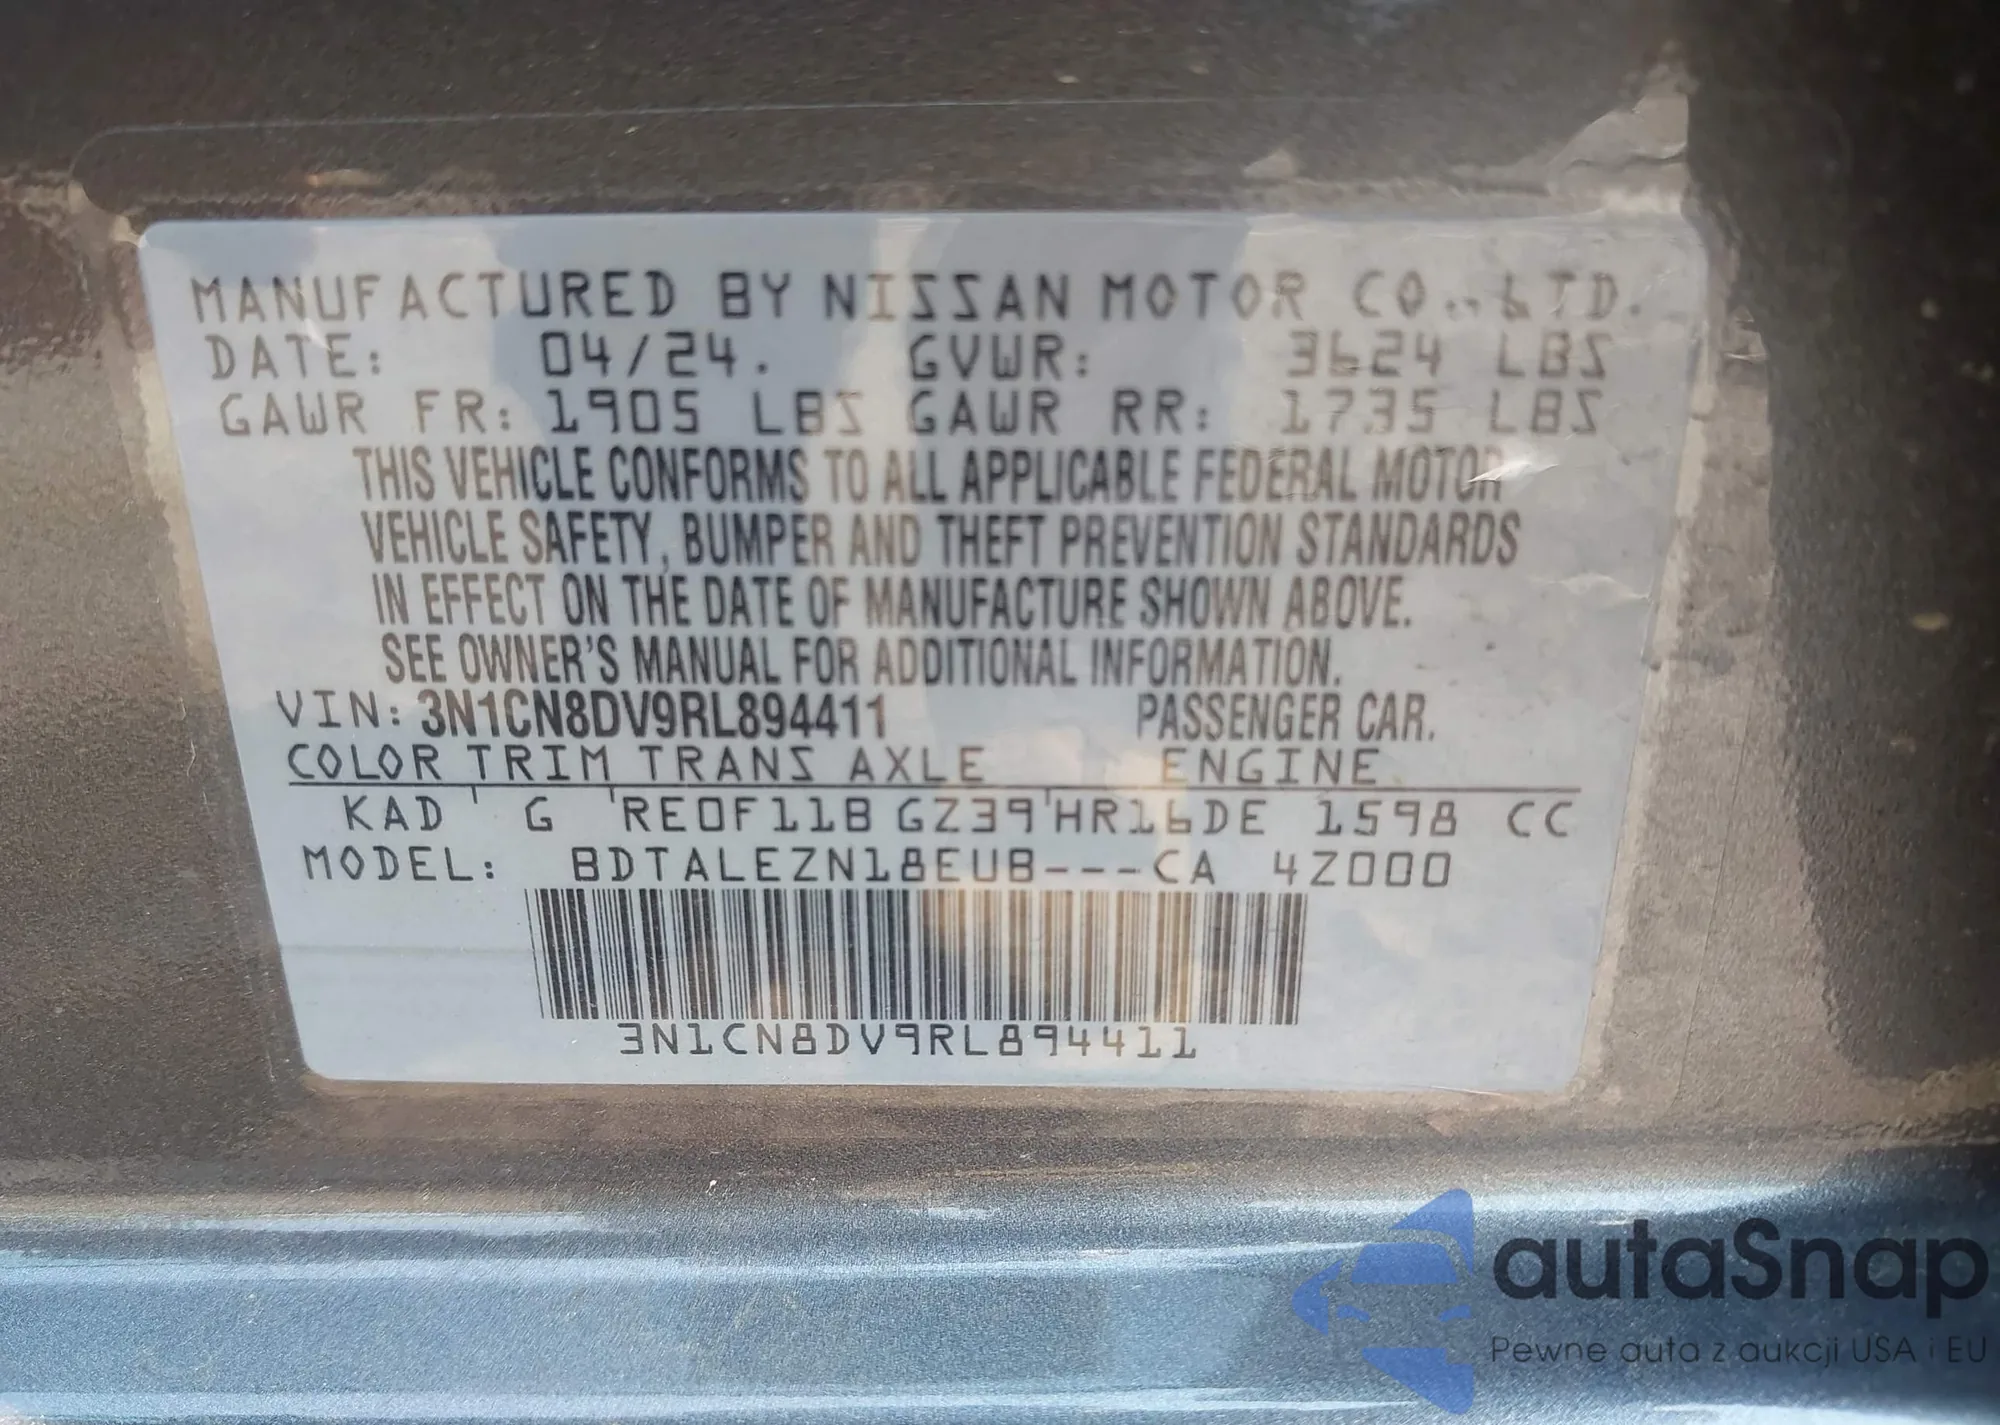 MANUFACTURED BY NISSAN MOTOR CO.,LTD.
DATE: 04/24. GVWR: 3624 LBS
GAWR FR: 1905 LBS GAWR RR: 1735 LBS
THIS VEHICLE CONFORMS TO ALL APPLICABLE FEDERAL MOTOR
VEHICLE SAFETY, BUMPER AND THEFT PREVENTION STANDARDS
IN EFFECT ON THE DATE OF MANUFACTURE SHOWN ABOVE.
SEE OWNER'S MANUAL FOR ADDITIONAL INFORMATION.
VIN: 3N1CN8DV9RL894411 PASSENGER CAR.
COLOR TRIM TRANS AXLE ENGINE
KAD G RE0F11B GZ39 HR16DE 1598 CC
MODEL: BDTALEZN18EUB---CA 4Z000
3N1CN8DV9RL894411
autaSnap
Pewne auta z aukcji USA i EU